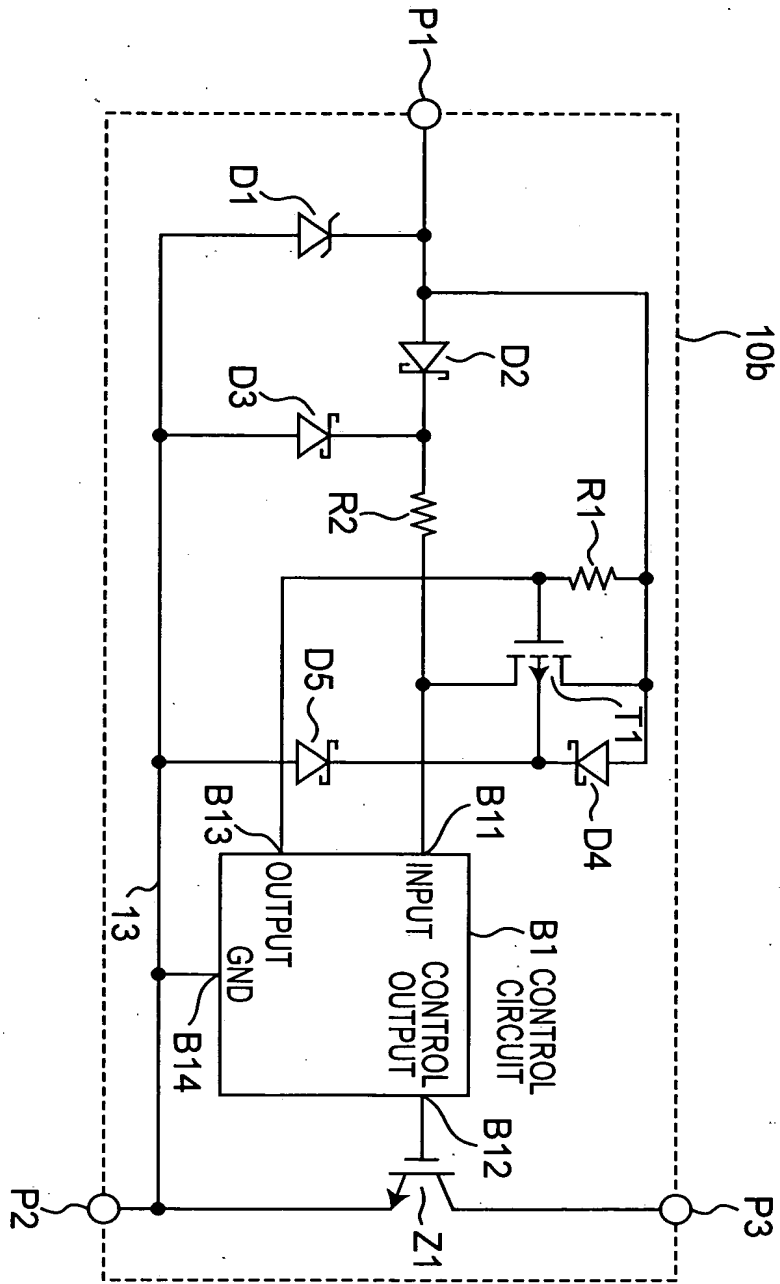 10b
P3
P1
D2
R1
T1
D4
D1
D3
R2
D5
B11
B13
INPUT
OUTPUT
GND
CONTROL
OUTPUT
B1 CONTROL
CIRCUIT
B12
B14
Z1
13
P2